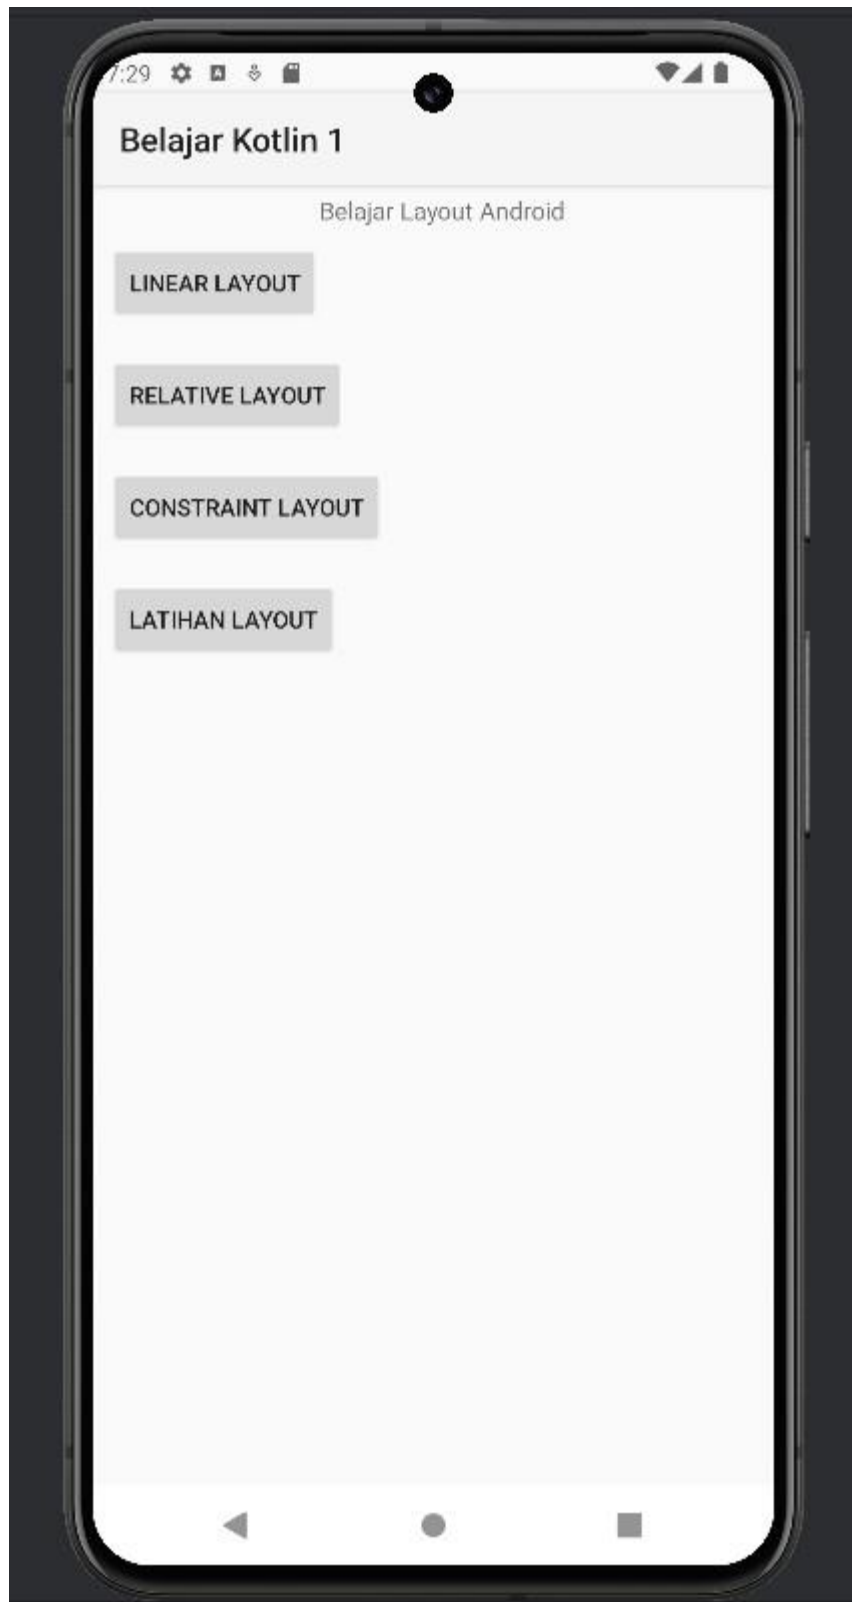 7:29
Belajar Kotlin 1
Belajar Layout Android
LINEAR LAYOUT
RELATIVE LAYOUT
CONSTRAINT LAYOUT
LATIHAN LAYOUT